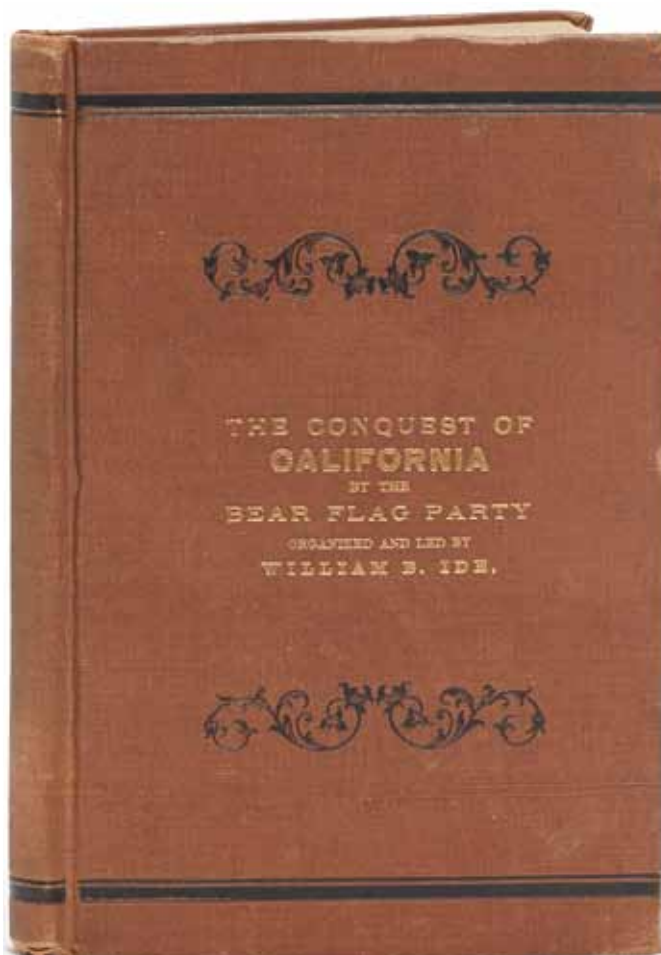 THE CONQUEST OF
CALIFORNIA
BY THE
BEAR FLAG PARTY
ORGANIZED AND LED BY
WILLIAM B. IDE.